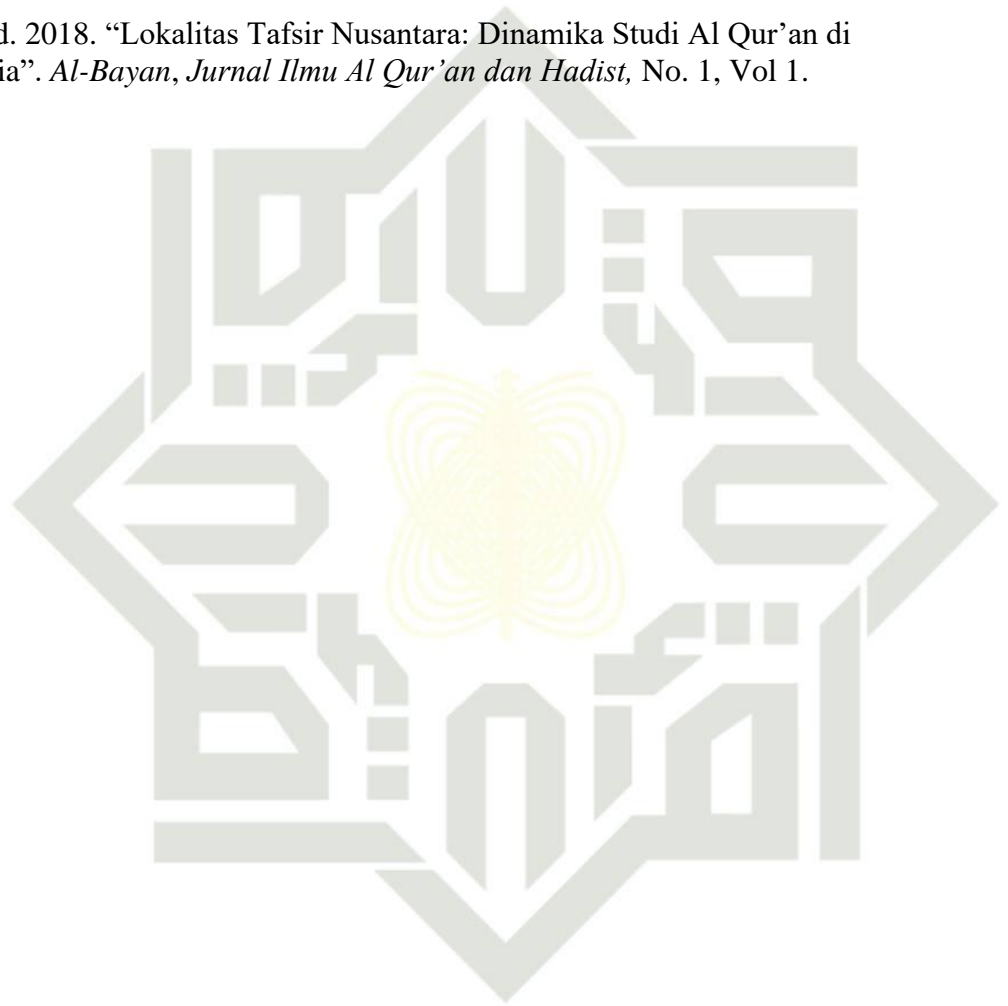 d. 2018. “Lokalitas Tafsir Nusantara: Dinamika Studi Al Qur’an di
ia”. Al-Bayan, Jurnal Ilmu Al Qur’an dan Hadist, No. 1, Vol 1.